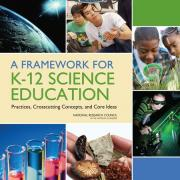 A FRAMEWORK FOR
K-12 SCIENCE
EDUCATION
Practices, Crosscutting Concepts, and Core Ideas
NATIONAL RESEARCH COUNCIL